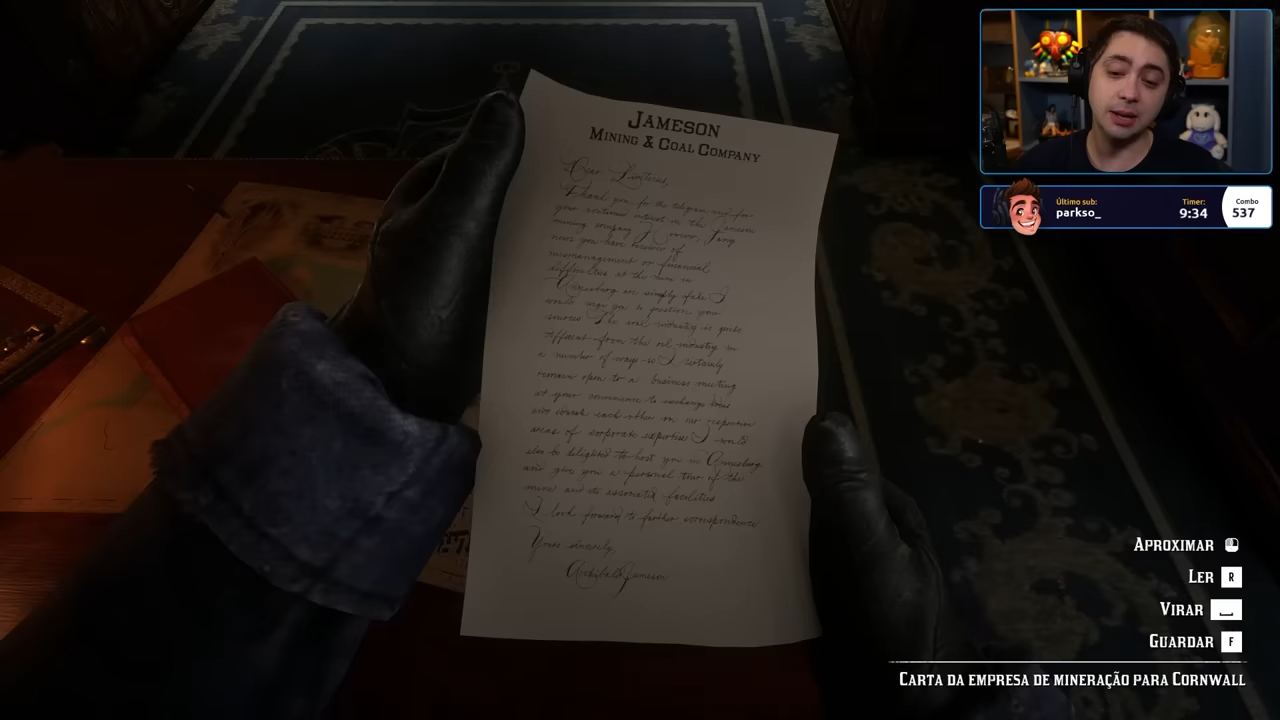 JAMESON
MINING & COAL COMPANY
Dear Leviticus,
Thank you for the telegram and for
your continued interest in the Jameson
mining company. I
news you have receive of
mismanagement or financial
difficulties at the mine in
Annesburg are simply fake I
would urge you to question your
sources The coal industry is quite
different from the oil industry in
a number of ways so I certainly
remain open to a business meeting
at your convenience to exchange ideas
and consult each other on our respective
areas of corporate expertise I would
also be delighted to host you in Annesburg
and give you a personal tour of the
mine and its associated facilities
I look forward to further correspondence
Yours sincerely,
Archibald Jameson
Último sub:
parkso_
Timer:
9:34
Combo
537
APROXIMAR
LER R
VIRAR
GUARDAR F
CARTA DA EMPRESA DE MINERAÇÃO PARA CORNWALL